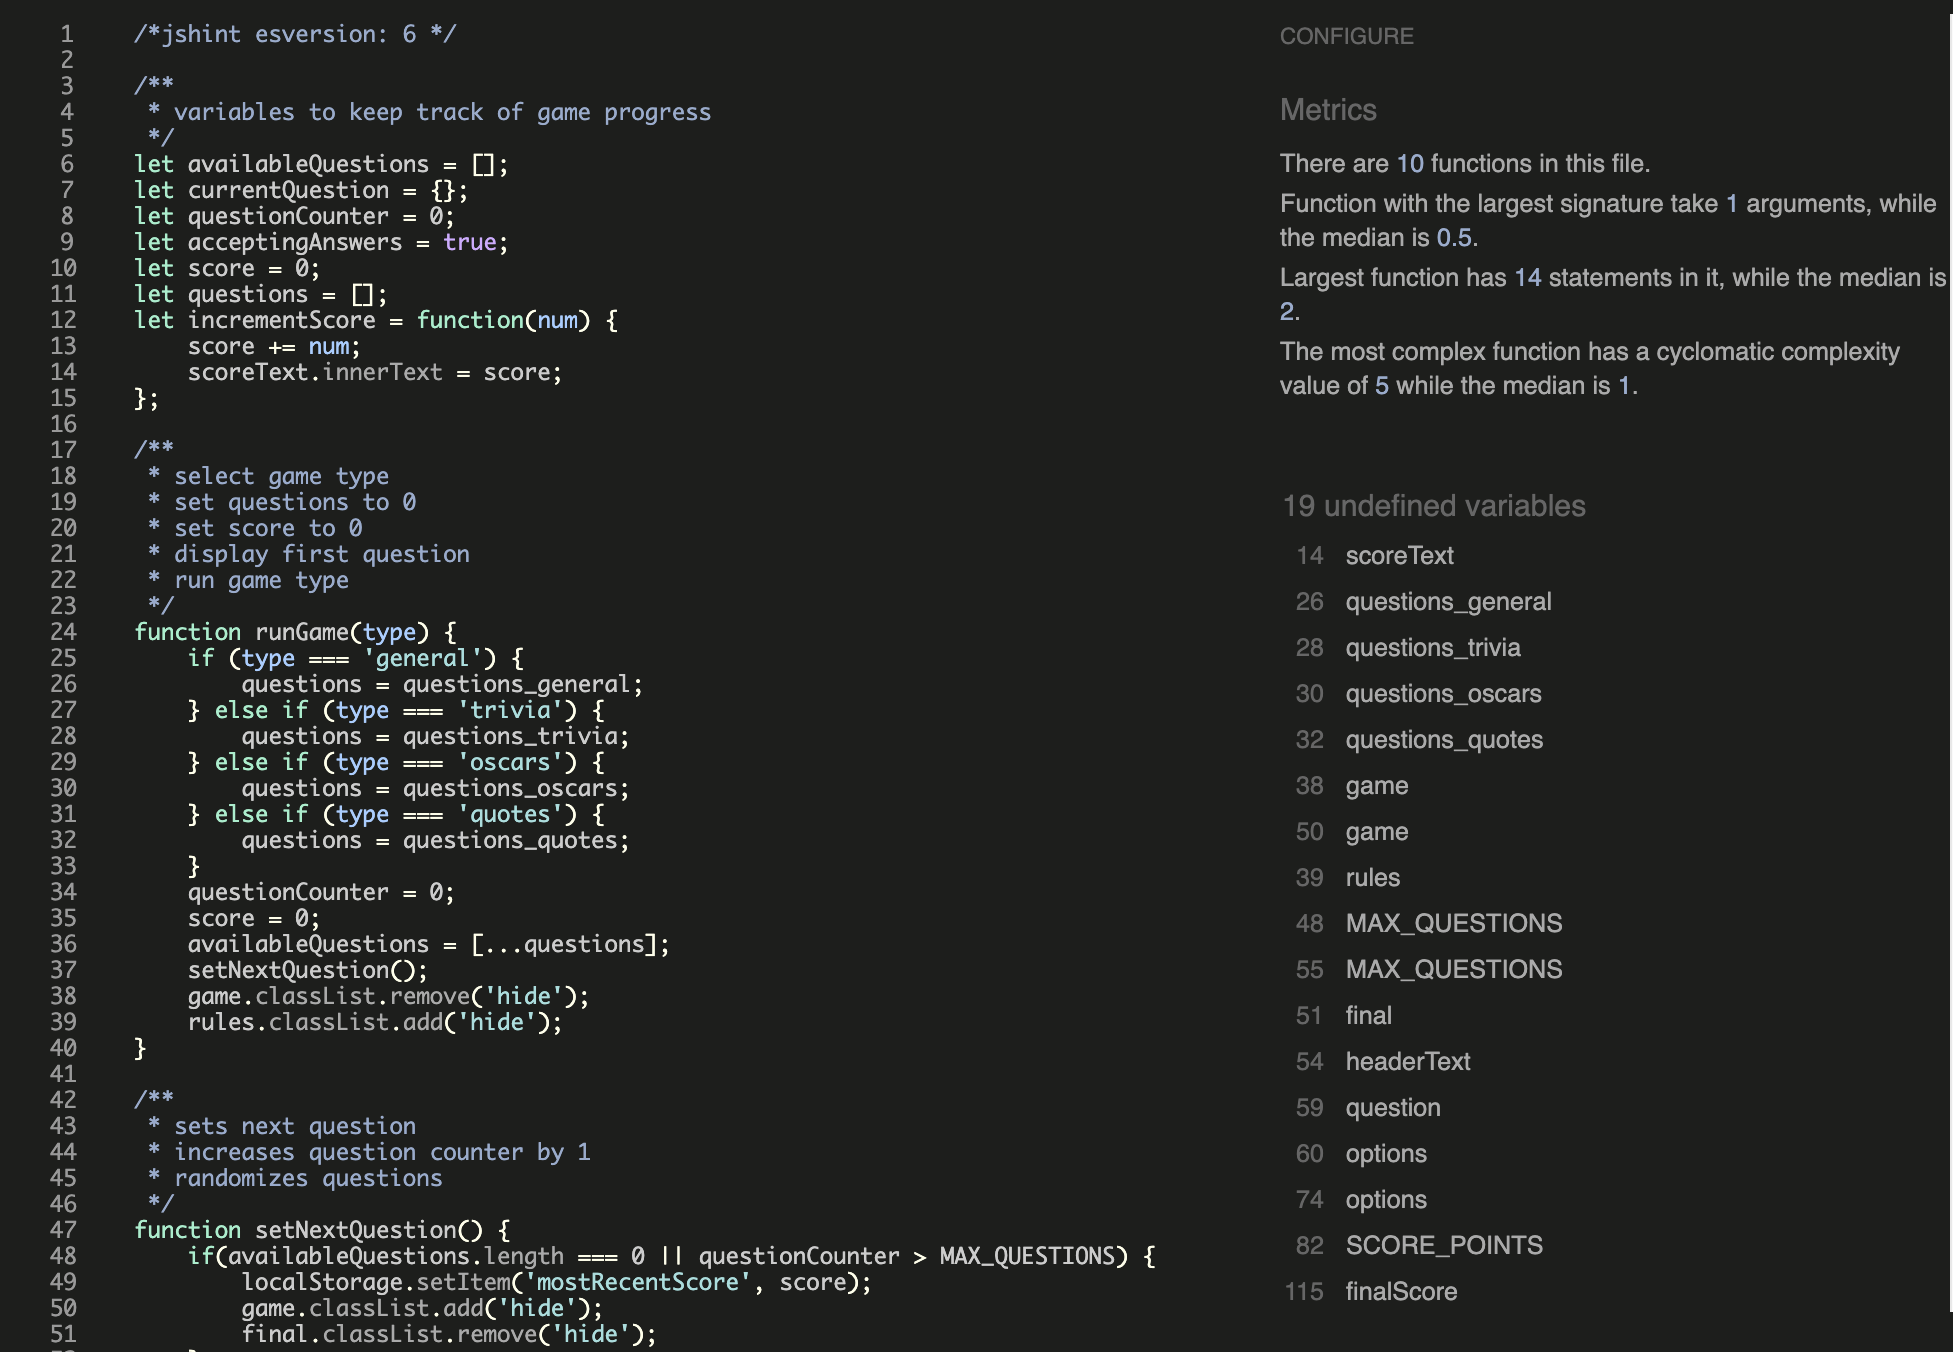 1 /*jshint esversion: 6 */
2
3 /**
4  * variables to keep track of game progress
5  */
6 let availableQuestions = [];
7 let currentQuestion = {};
8 let questionCounter = 0;
9 let acceptingAnswers = true;
10 let score = 0;
11 let questions = [];
12 let incrementScore = function(num) {
13     score += num;
14     scoreText.innerText = score;
15 };
16
17 /**
18  * select game type
19  * set questions to 0
20  * set score to 0
21  * display first question
22  * run game type
23  */
24 function runGame(type) {
25     if (type === 'general') {
26         questions = questions_general;
27     } else if (type === 'trivia') {
28         questions = questions_trivia;
29     } else if (type === 'oscars') {
30         questions = questions_oscars;
31     } else if (type === 'quotes') {
32         questions = questions_quotes;
33     }
34     questionCounter = 0;
35     score = 0;
36     availableQuestions = [...questions];
37     setNextQuestion();
38     game.classList.remove('hide');
39     rules.classList.add('hide');
40 }
41
42 /**
43  * sets next question
44  * increases question counter by 1
45  * randomizes questions
46  */
47 function setNextQuestion() {
48     if(availableQuestions.length === 0 || questionCounter > MAX_QUESTIONS) {
49         localStorage.setItem('mostRecentScore', score);
50         game.classList.add('hide');
51         final.classList.remove('hide');
CONFIGURE
Metrics
There are 10 functions in this file.
Function with the largest signature take 1 arguments, while
the median is 0.5.
Largest function has 14 statements in it, while the median is
2.
The most complex function has a cyclomatic complexity
value of 5 while the median is 1.
19 undefined variables
14 scoreText
26 questions_general
28 questions_trivia
30 questions_oscars
32 questions_quotes
38 game
50 game
39 rules
48 MAX_QUESTIONS
55 MAX_QUESTIONS
51 final
54 headerText
59 question
60 options
74 options
82 SCORE_POINTS
115 finalScore